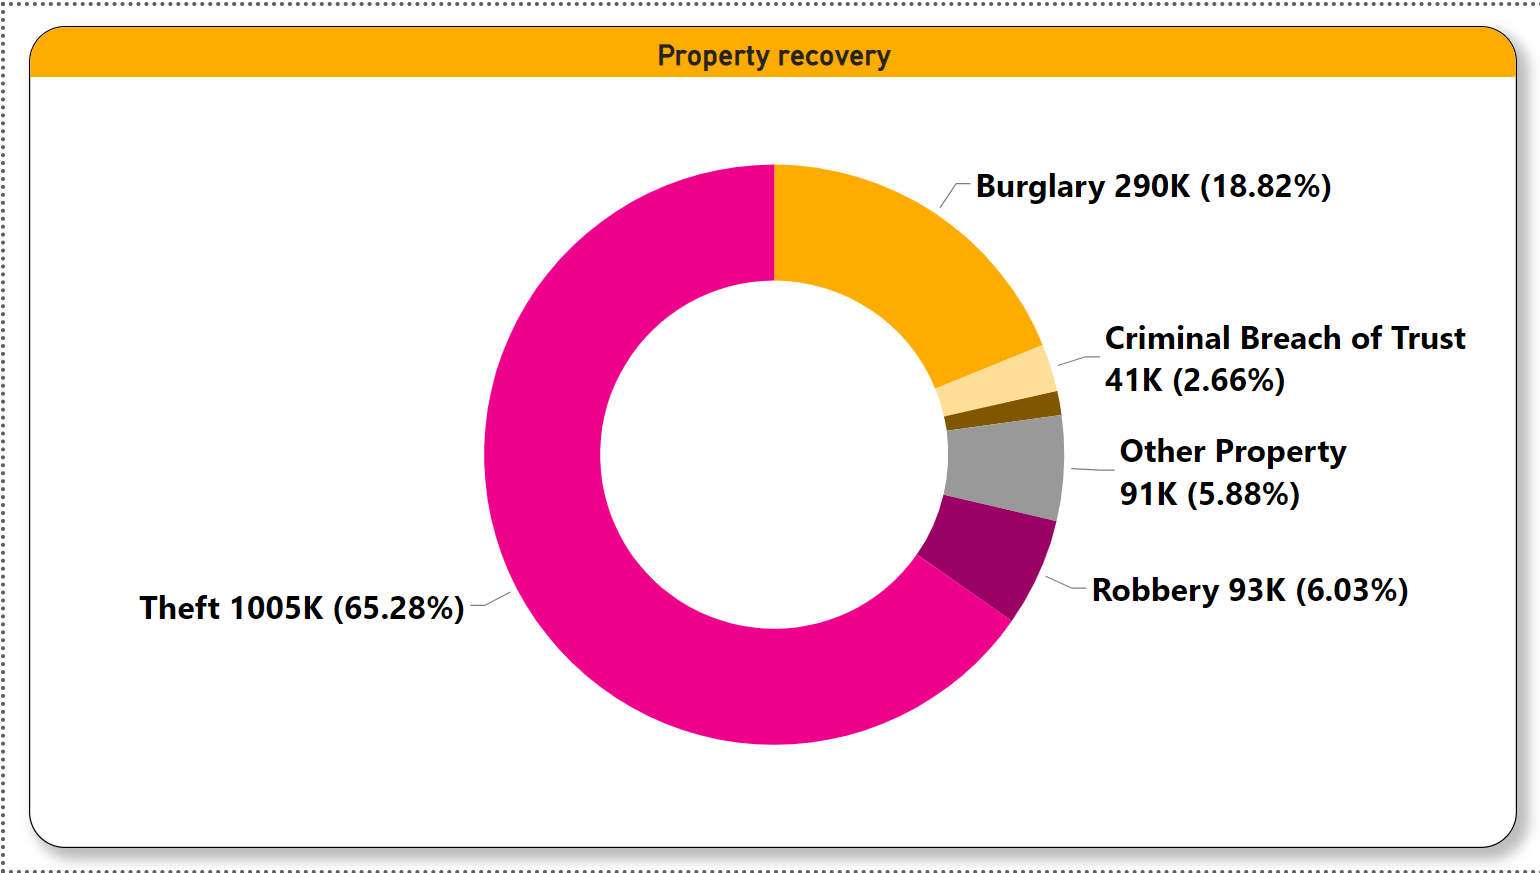 Property recovery
Burglary 290K (18.82%)
Criminal Breach of Trust
41K (2.66%)
Other Property
91K (5.88%)
Robbery 93K (6.03%)
Theft 1005K (65.28%)